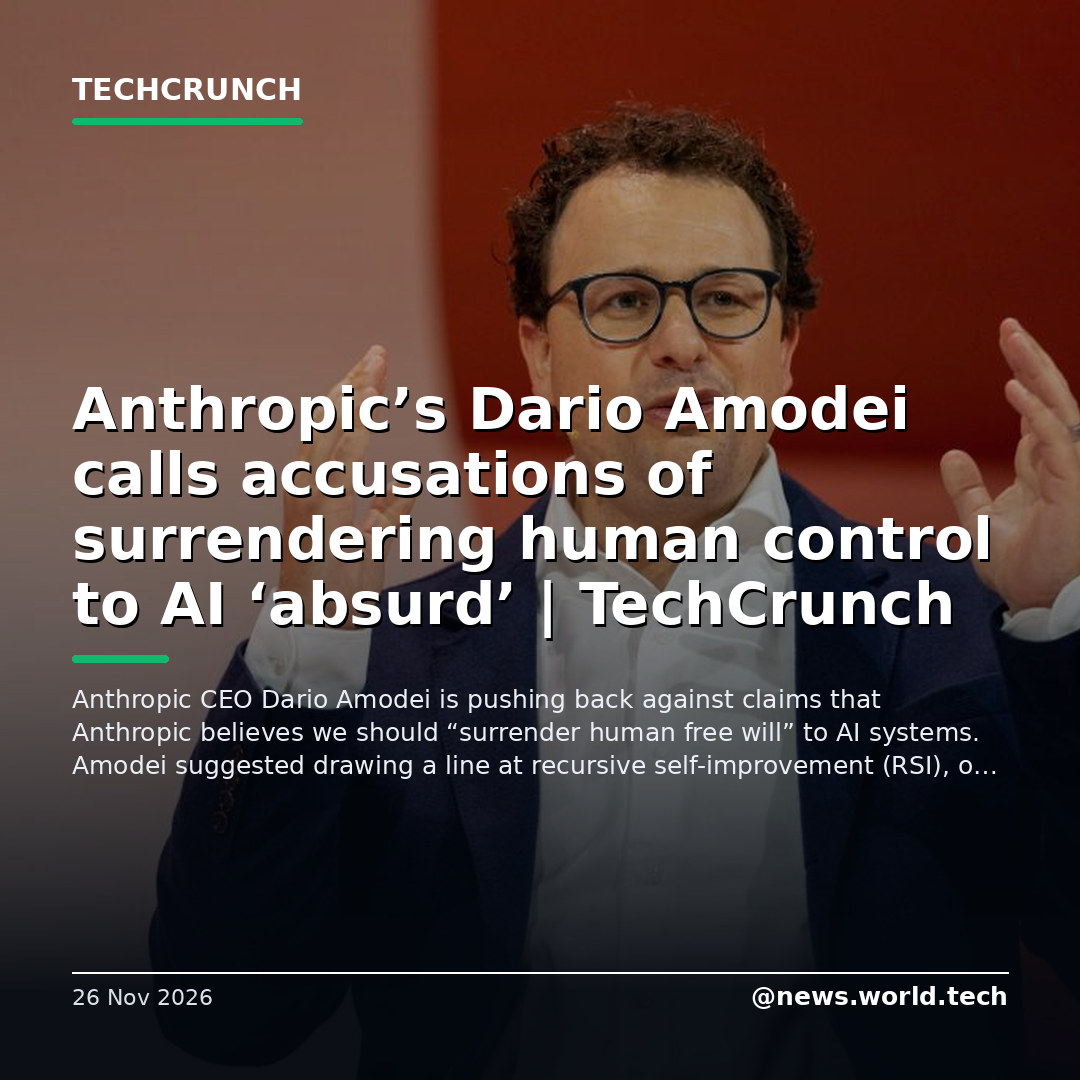 TECHCRUNCH
Anthropic’s Dario Amodei
calls accusations of
surrendering human control
to AI ‘absurd’ | TechCrunch
Anthropic CEO Dario Amodei is pushing back against claims that
Anthropic believes we should “surrender human free will” to AI systems.
Amodei suggested drawing a line at recursive self-improvement (RSI), o…
26 Nov 2026
@news.world.tech